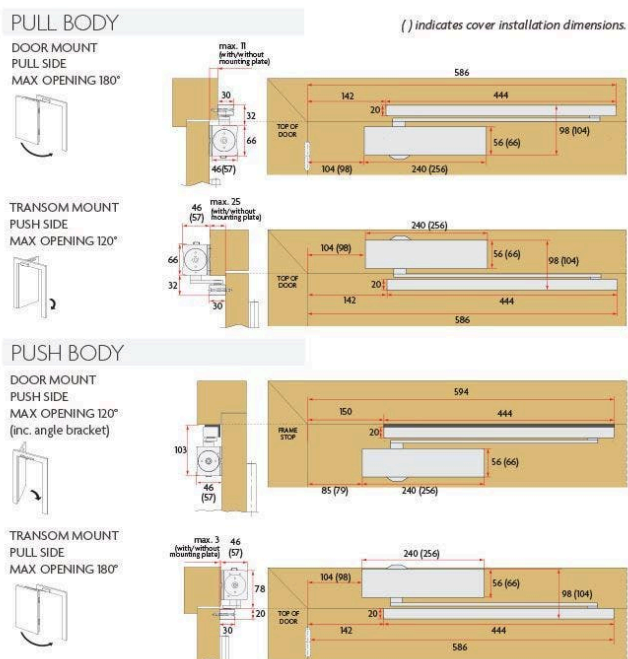 PULL BODY
( ) indicates cover installation dimensions.
DOOR MOUNT
PULL SIDE
MAX OPENING 180°
max. 11
(with/without
mounting plate)
30
32
66
46(57)
586
142
444
20
TOP OF
DOOR
56 (66)
98 (104)
104 (98)
240 (256)
TRANSOM MOUNT
PUSH SIDE
MAX OPENING 120°
46
(57)
max. 25
(with/without
mounting plate)
66
32
30
240 (256)
104 (98)
56 (66)
98 (104)
TOP OF
DOOR
20
142
444
586
PUSH BODY
DOOR MOUNT
PUSH SIDE
MAX OPENING 120°
(inc. angle bracket)
103
46
(57)
594
150
444
FRAME
STOP
20
56 (66)
85 (79)
240 (256)
TRANSOM MOUNT
PULL SIDE
MAX OPENING 180°
max. 3
(with/without
mounting plate)
46
(57)
78
20
30
240 (256)
104 (98)
56 (66)
98 (104)
TOP OF
DOOR
20
142
444
586